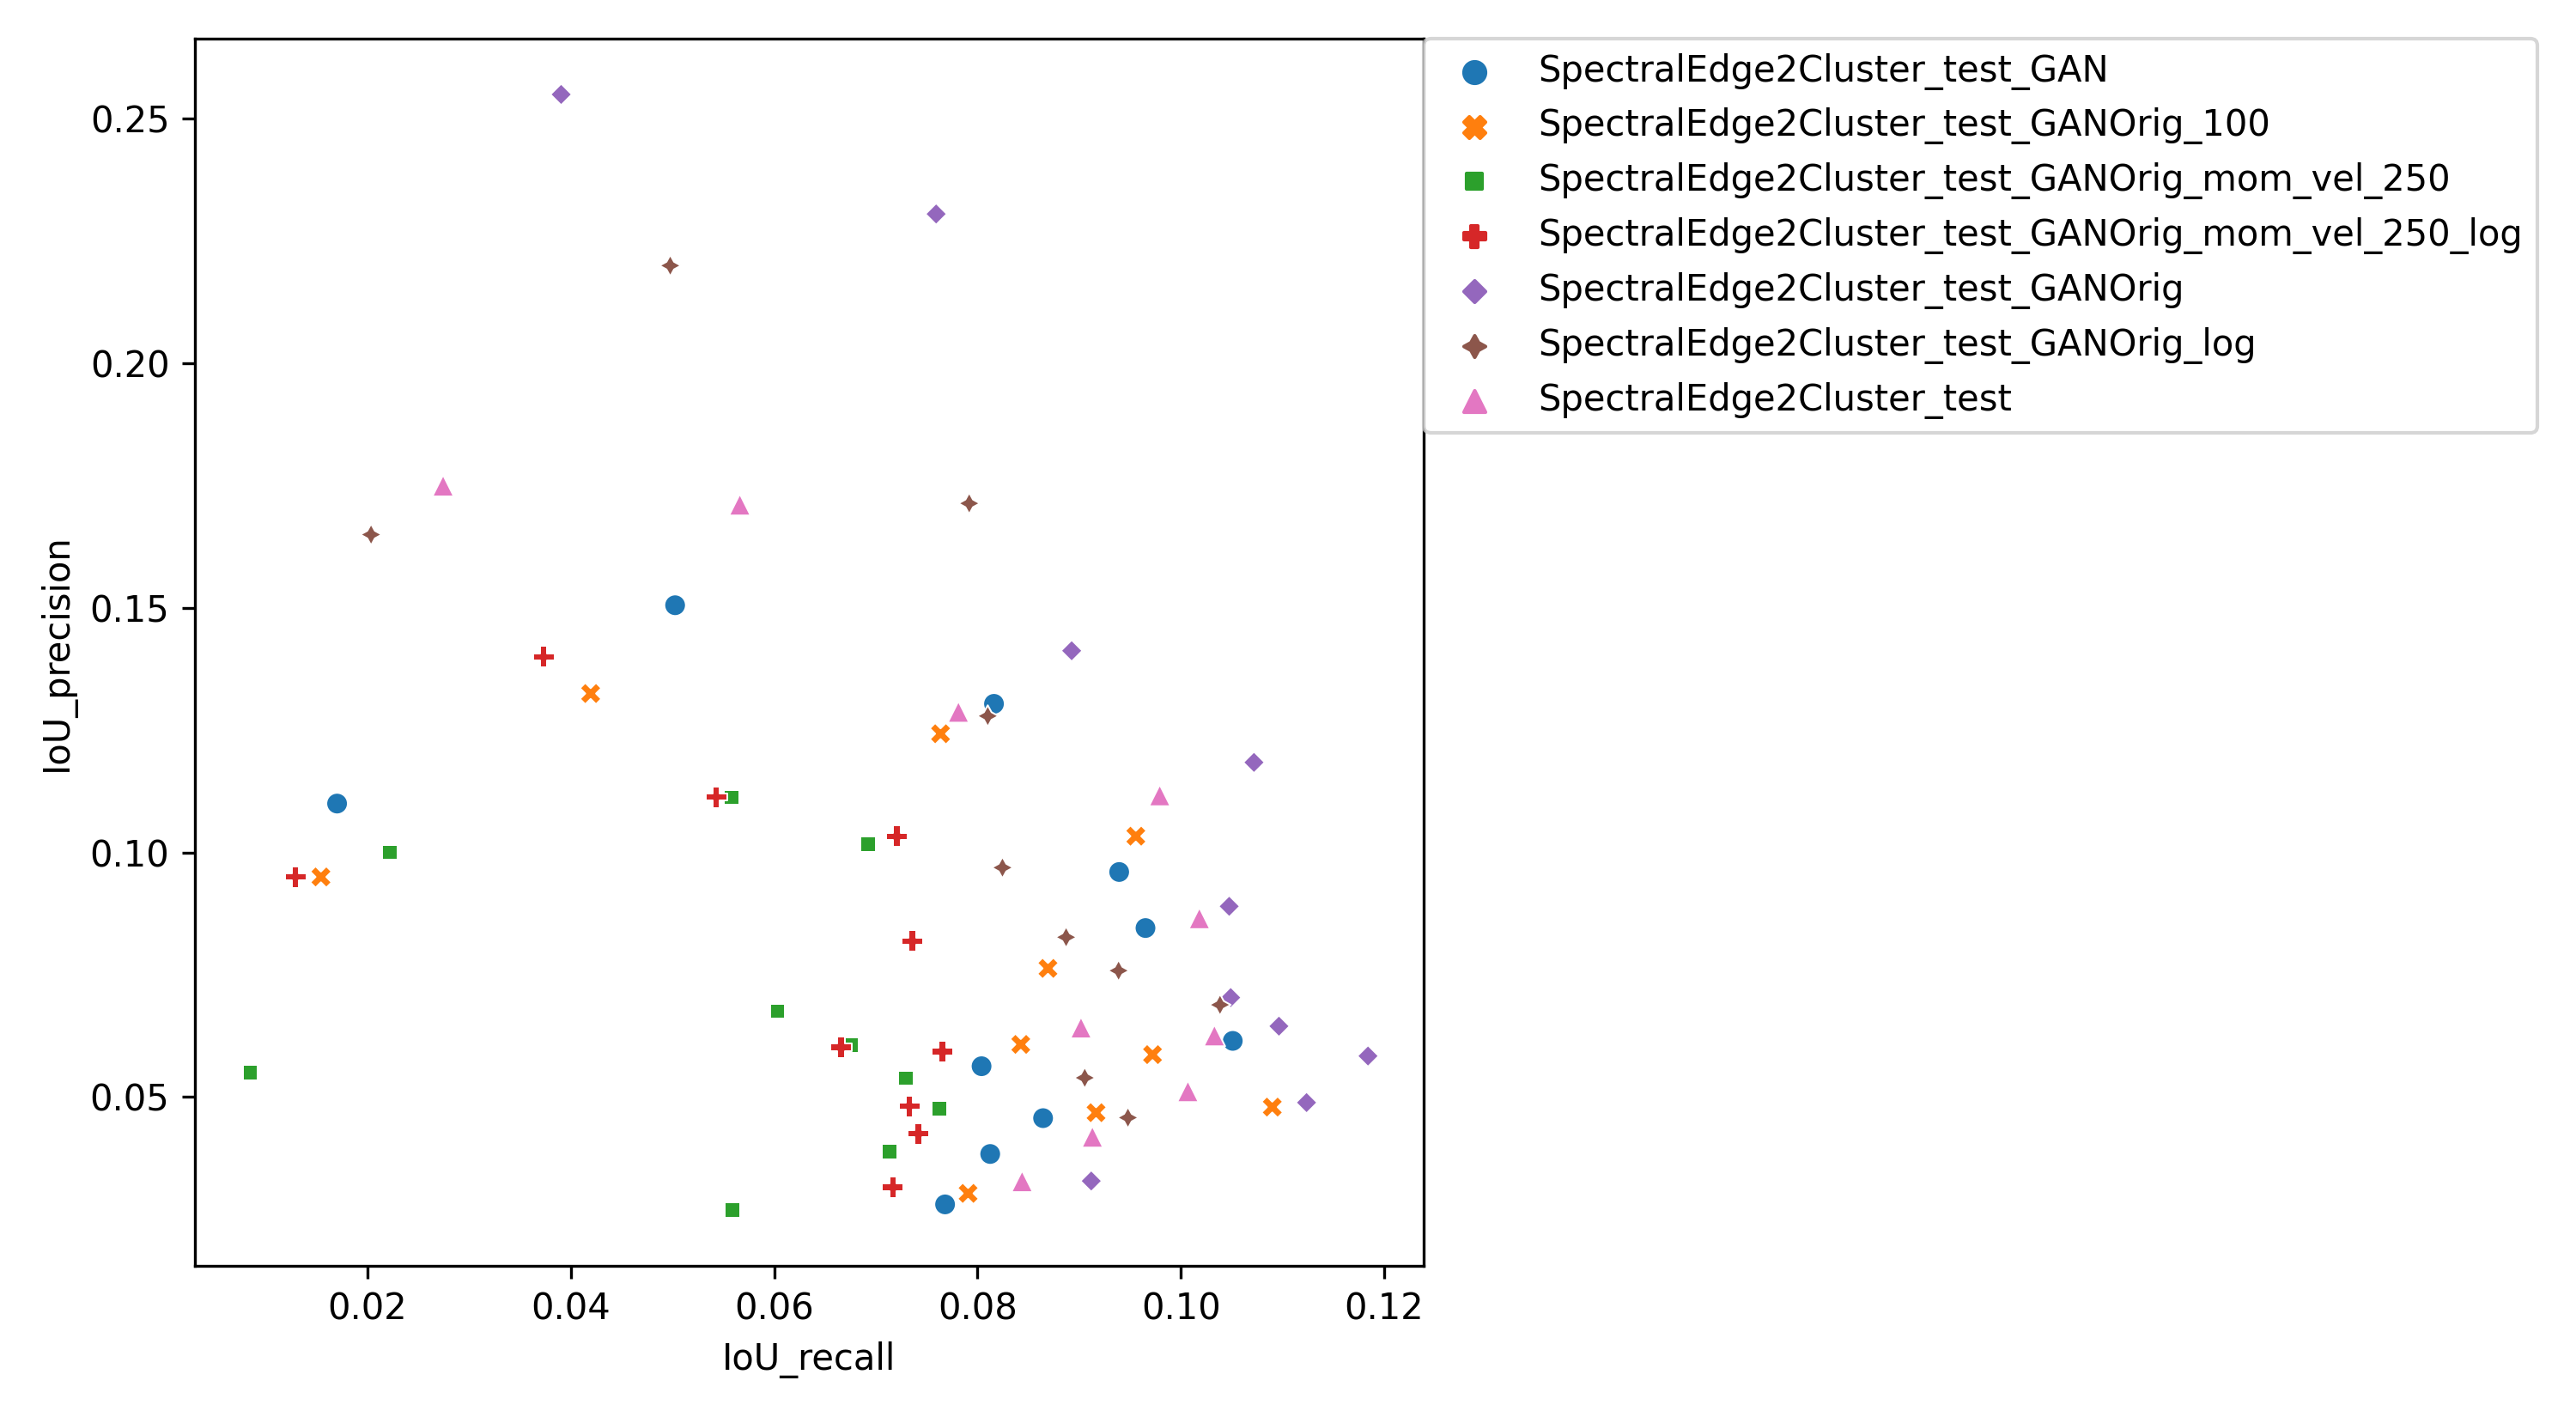 SpectralEdge2Cluster_test_GAN
SpectralEdge2Cluster_test_GANOrig_100
SpectralEdge2Cluster_test_GANOrig_mom_vel_250
SpectralEdge2Cluster_test_GANOrig_mom_vel_250_log
SpectralEdge2Cluster_test_GANOrig
SpectralEdge2Cluster_test_GANOrig_log
SpectralEdge2Cluster_test
0.25
0.20
0.15
0.10
0.05
IoU_precision
0.02 0.04 0.06 0.08 0.10 0.12
IoU_recall